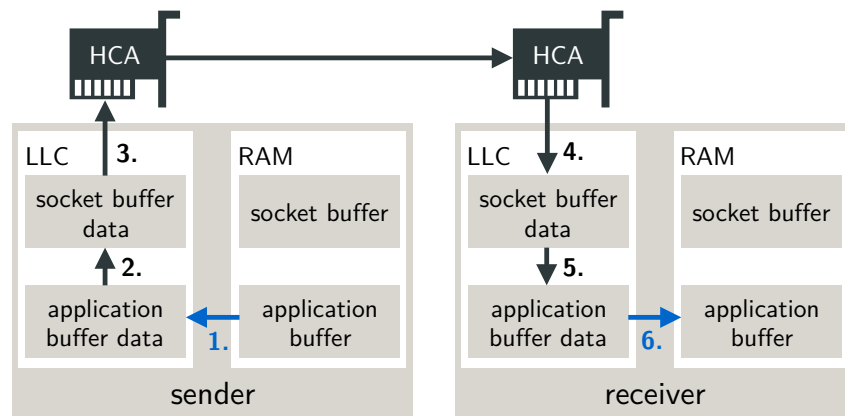 HCA
HCA
LLC
3.
RAM
socket buffer
data
socket buffer
2.
application
buffer data
1.
application
buffer
sender
LLC
4.
RAM
socket buffer
data
socket buffer
5.
application
buffer data
6.
application
buffer
receiver